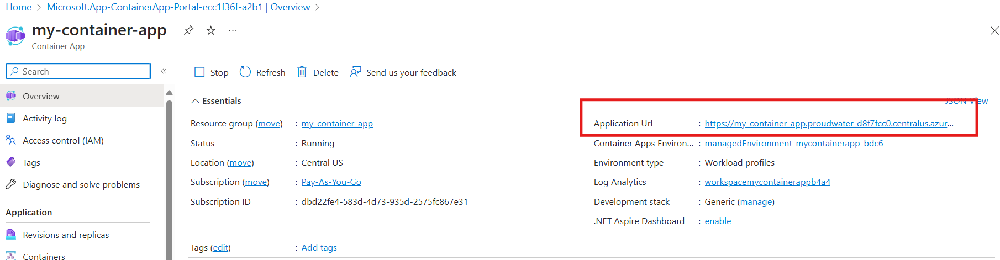 Home > Microsoft.App-ContainerApp-Portal-ecc1f36f-a2b1 | Overview >
my-container-app
Container App
Search
Overview
Activity log
Access control (IAM)
Tags
Diagnose and solve problems
Application
Revisions and replicas
Containers
Stop Refresh Delete Send us your feedback
Essentials
JSON View
Resource group (move) : my-container-app
Status : Running
Location (move) : Central US
Subscription (move) : Pay-As-You-Go
Subscription ID : dbd22fe4-583d-4d73-935d-2575fc867e31
Application Url : https://my-container-app.proudwater-d8f7fcc0.centralus.azur...
Container Apps Environ... : managedEnvironment-mycontainerapp-bdc6
Environment type : Workload profiles
Log Analytics : workspacemycontainerappb4a4
Development stack : Generic (manage)
.NET Aspire Dashboard : enable
Tags (edit) : Add tags